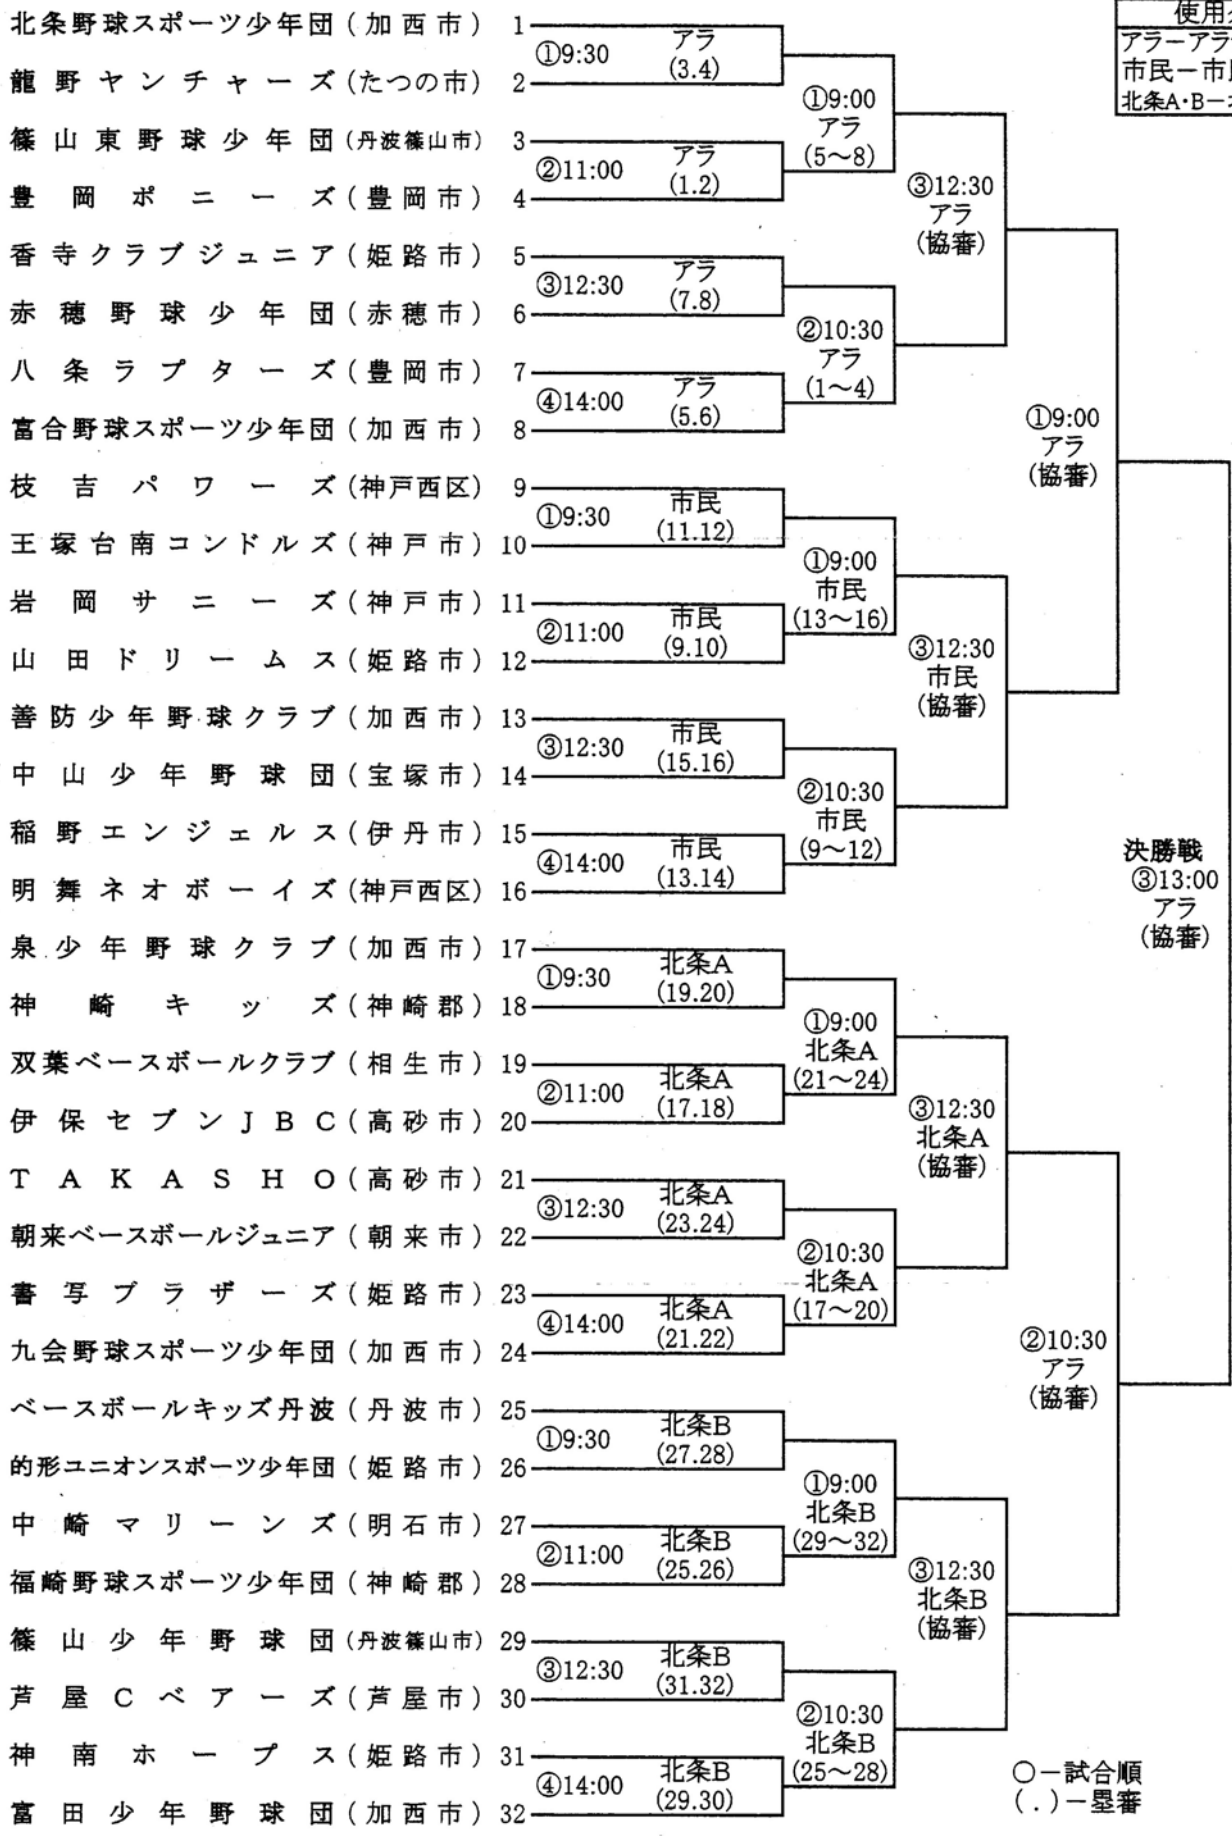 使用
アラーアラ
市民ー市
北条A・Bー
北条野球スポーツ少年団(加西市) 1
①9:30 アラ
(3.4)
龍野ヤンチャーズ(たつの市) 2
①9:00
アラ
(5～8)
篠山東野球少年団(丹波篠山市) 3
②11:00 アラ
(1.2)
豊岡ポニーズ(豊岡市) 4
③12:30
アラ
(協審)
香寺クラブジュニア(姫路市) 5
③12:30 アラ
(7.8)
赤穂野球少年団(赤穂市) 6
②10:30
アラ
(1～4)
八条ラプターズ(豊岡市) 7
④14:00 アラ
(5.6)
富合野球スポーツ少年団(加西市) 8
①9:00
アラ
(協審)
枝吉パワーズ(神戸西区) 9
①9:30 市民
(11.12)
王塚台南コンドルズ(神戸市) 10
①9:00
市民
(13～16)
岩岡サニーズ(神戸市) 11
②11:00 市民
(9.10)
山田ドリームス(姫路市) 12
③12:30
市民
(協審)
善防少年野球クラブ(加西市) 13
③12:30 市民
(15.16)
中山少年野球団(宝塚市) 14
②10:30
市民
(9～12)
稲野エンジェルス(伊丹市) 15
④14:00 市民
(13.14)
明舞ネオボーイズ(神戸西区) 16
決勝戦
③13:00
アラ
(協審)
泉少年野球クラブ(加西市) 17
①9:30 北条A
(19.20)
神崎キッズ(神崎郡) 18
①9:00
北条A
(21～24)
双葉ベースボールクラブ(相生市) 19
②11:00 北条A
(17.18)
伊保セブンJBC(高砂市) 20
③12:30
北条A
(協審)
TAKASHO(高砂市) 21
③12:30 北条A
(23.24)
朝来ベースボールジュニア(朝来市) 22
②10:30
北条A
(17～20)
書写ブラザーズ(姫路市) 23
④14:00 北条A
(21.22)
九会野球スポーツ少年団(加西市) 24
②10:30
アラ
(協審)
ベースボールキッズ丹波(丹波市) 25
①9:30 北条B
(27.28)
的形ユニオンスポーツ少年団(姫路市) 26
①9:00
北条B
(29～32)
中崎マリーンズ(明石市) 27
②11:00 北条B
(25.26)
福崎野球スポーツ少年団(神崎郡) 28
③12:30
北条B
(協審)
篠山少年野球団(丹波篠山市) 29
③12:30 北条B
(31.32)
芦屋Cベアーズ(芦屋市) 30
②10:30
北条B
(25～28)
神南ホープス(姫路市) 31
④14:00 北条B
(29.30)
富田少年野球団(加西市) 32
○ー試合順
(.)ー塁審